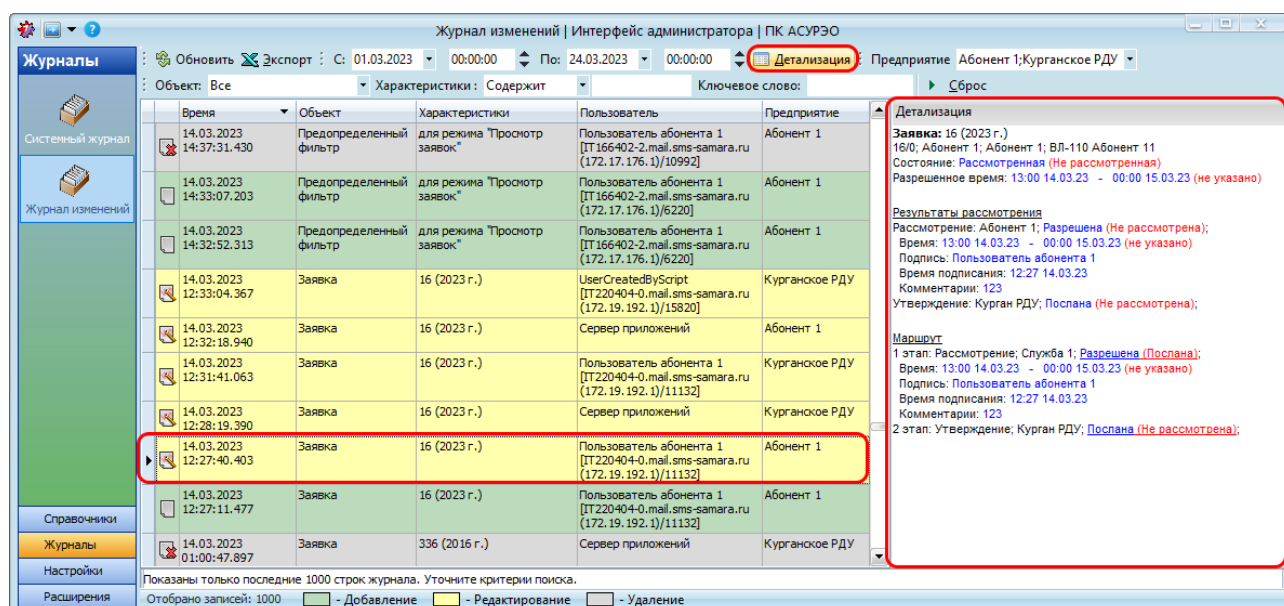 Журнал изменений | Интерфейс администратора | ПК АСУРЭО
Журналы
Обновить Экспорт С: 01.03.2023 00:00:00 По: 24.03.2023 00:00:00 Детализация Предприятие Абонент 1;Курганское РДУ
Объект: Все Характеристики: Содержит Ключевое слово: Сброс
Системный журнал
Журнал изменений
Справочники
Журналы
Настройки
Расширения
Время Объект Характеристики Пользователь Предприятие
14.03.2023 Предопределенный для режима "Просмотр Пользователь абонента 1 Абонент 1
14:37:31.430 фильтр заявок" [IT166402-2.mail.sms-samara.ru
(172.17.176.1)/10992]
14.03.2023 Предопределенный для режима "Просмотр Пользователь абонента 1 Абонент 1
14:33:07.203 фильтр заявок" [IT166402-2.mail.sms-samara.ru
(172.17.176.1)/6220]
14.03.2023 Предопределенный для режима "Просмотр Пользователь абонента 1 Абонент 1
14:32:52.313 фильтр заявок" [IT166402-2.mail.sms-samara.ru
(172.17.176.1)/6220]
14.03.2023 Заявка 16 (2023 г.) UserCreatedByScript Курганское РДУ
12:33:04.367 [IT220404-0.mail.sms-samara.ru
(172.19.192.1)/15820]
14.03.2023 Заявка 16 (2023 г.) Сервер приложений Абонент 1
12:32:18.940
14.03.2023 Заявка 16 (2023 г.) Пользователь абонента 1 Курганское РДУ
12:31:41.063 [IT220404-0.mail.sms-samara.ru
(172.19.192.1)/11132]
14.03.2023 Заявка 16 (2023 г.) Сервер приложений Курганское РДУ
12:28:19.390
14.03.2023 Заявка 16 (2023 г.) Пользователь абонента 1 Абонент 1
12:27:40.403 [IT220404-0.mail.sms-samara.ru
(172.19.192.1)/11132]
14.03.2023 Заявка 16 (2023 г.) Пользователь абонента 1 Абонент 1
12:27:11.477 [IT220404-0.mail.sms-samara.ru
(172.19.192.1)/11132]
14.03.2023 Заявка 336 (2016 г.) Сервер приложений Курганское РДУ
01:00:47.897
Детализация
Заявка: 16 (2023 г.)
16/0; Абонент 1; Абонент 1; ВЛ-110 Абонент 11
Состояние: Рассмотренная (Не рассмотренная)
Разрешенное время: 13:00 14.03.23 - 00:00 15.03.23 (не указано)
Результаты рассмотрения
Рассмотрение: Абонент 1; Разрешена (Не рассмотрена);
Время: 13:00 14.03.23 - 00:00 15.03.23 (не указано)
Подпись: Пользователь абонента 1
Время подписания: 12:27 14.03.23
Комментарии: 123
Утверждение: Курган РДУ; Послана (Не рассмотрена);
Маршрут
1 этап: Рассмотрение; Служба 1; Разрешена (Послана);
Время: 13:00 14.03.23 - 00:00 15.03.23 (не указано)
Подпись: Пользователь абонента 1
Время подписания: 12:27 14.03.23
Комментарии: 123
2 этап: Утверждение; Курган РДУ; Послана (Не рассмотрена);
Показаны только последние 1000 строк журнала. Уточните критерии поиска.
Отобрано записей: 1000 - Добавление - Редактирование - Удаление